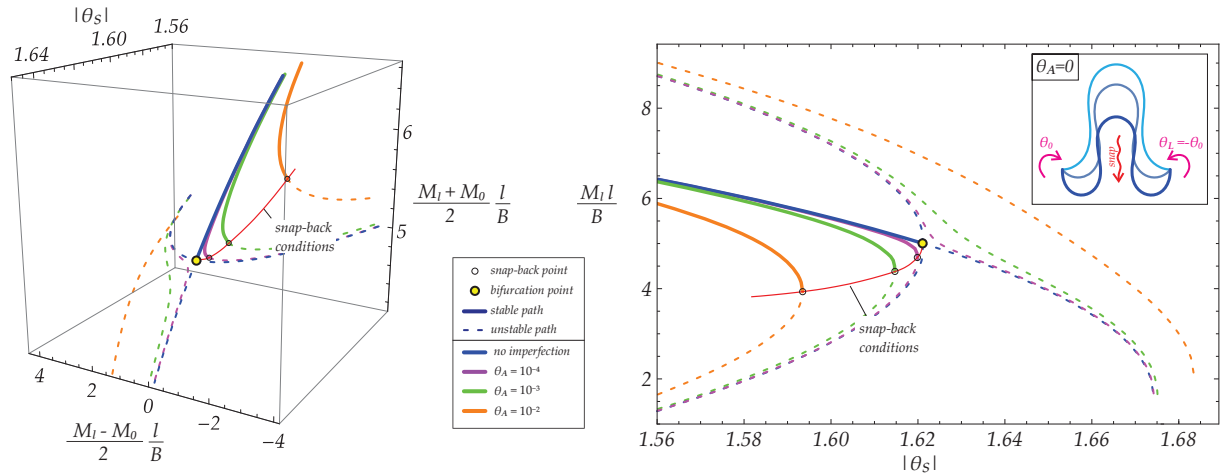 |θS|
1.64 1.60 1.56
6
5
snap-back
conditions
4 2 0 −2 −4
Ml - M0 l
2 B
Ml + M0 l
2 B
snap-back point
bifurcation point
stable path
unstable path
no imperfection
θA = 10⁻⁴
θA = 10⁻³
θA = 10⁻²
Ml l
B
8
6
4
2
1.56 1.58 1.60 1.62 1.64 1.66 1.68
|θS|
snap-back
conditions
θA=0
θ0
snap
θL=-θ0